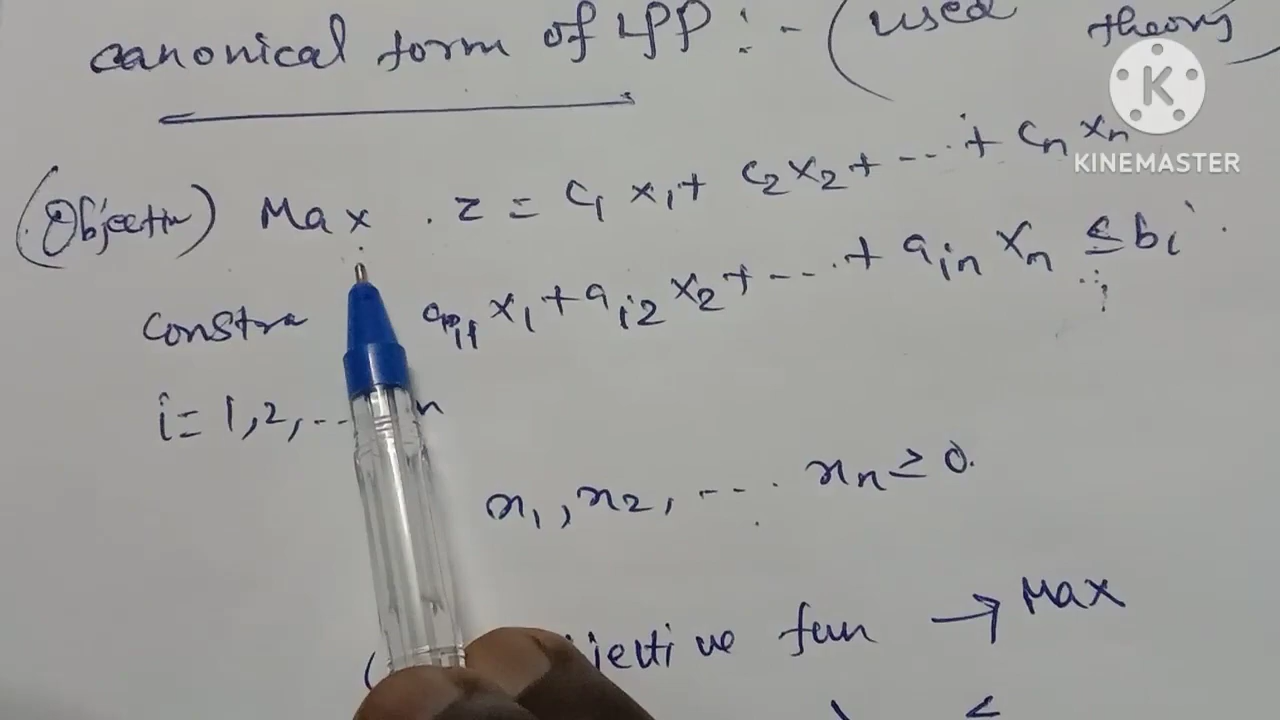 canonical form of LPP :- (used theory)
K
KINEMASTER
(Objectiv) Max . z = c₁ x₁ + c₂ x₂ + ... + cₙ xₙ
constra aᵢ₁ x₁ + aᵢ₂ x₂ + ... + aᵢₙ xₙ ≤ bᵢ
i = 1, 2, ... n
x₁, x₂, ... xₙ ≥ 0.
jective fun → Max
≤